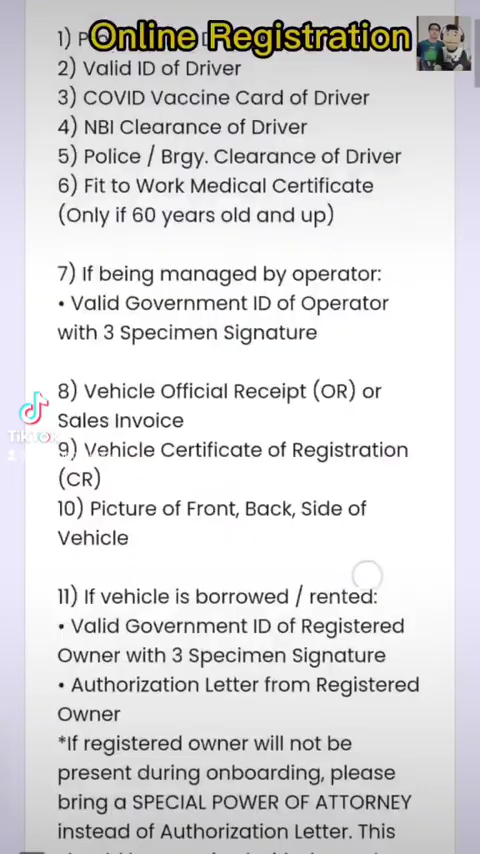 Online Registration
1) P
2) Valid ID of Driver
3) COVID Vaccine Card of Driver
4) NBI Clearance of Driver
5) Police / Brgy. Clearance of Driver
6) Fit to Work Medical Certificate
(Only if 60 years old and up)
7) If being managed by operator:
• Valid Government ID of Operator
with 3 Specimen Signature
8) Vehicle Official Receipt (OR) or
Sales Invoice
TikTok
9) Vehicle Certificate of Registration
(CR)
10) Picture of Front, Back, Side of
Vehicle
11) If vehicle is borrowed / rented:
• Valid Government ID of Registered
Owner with 3 Specimen Signature
• Authorization Letter from Registered
Owner
*If registered owner will not be
present during onboarding, please
bring a SPECIAL POWER OF ATTORNEY
instead of Authorization Letter. This